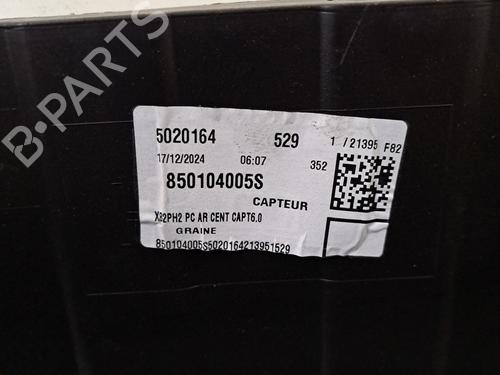 B-PARTS
5020164 529 1 / 21395 F82
17/12/2024 06:07 352
850104005S
CAPTEUR
X82PH2 PC AR CENT CAPT6.0
GRAINE
850104005S5020164213951529